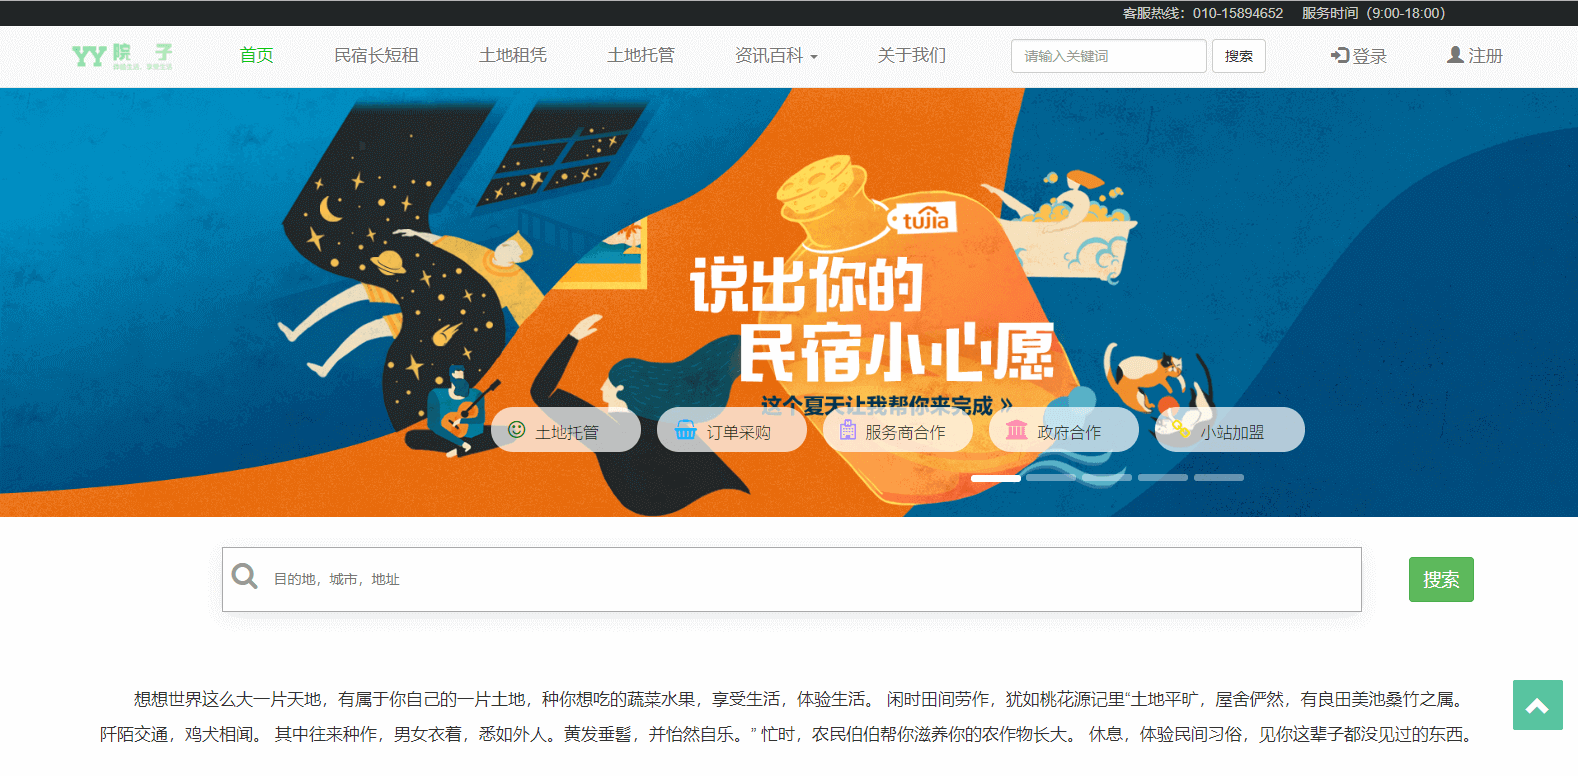 客服热线：010-15894652 服务时间（9:00-18:00）
YY 院 子
首页 民宿长短租 土地租凭 土地托管 资讯百科 关于我们 请输入关键词 搜索 登录 注册
tujia
说出你的
民宿小心愿
这个夏天让我帮你来完成 »
土地托管 订单采购 服务商合作 政府合作 小站加盟
目的地，城市，地址 搜索
想想世界这么大一片天地，有属于你自己的一片土地，种你想吃的蔬菜水果，享受生活，体验生活。 闲时田间劳作，犹如桃花源记里“土地平旷，屋舍俨然，有良田美池桑竹之属。
阡陌交通，鸡犬相闻。 其中往来种作，男女衣着，悉如外人。黄发垂髫，并怡然自乐。” 忙时，农民伯伯帮你滋养你的农作物长大。 休息，体验民间习俗，见你这辈子都没见过的东西。